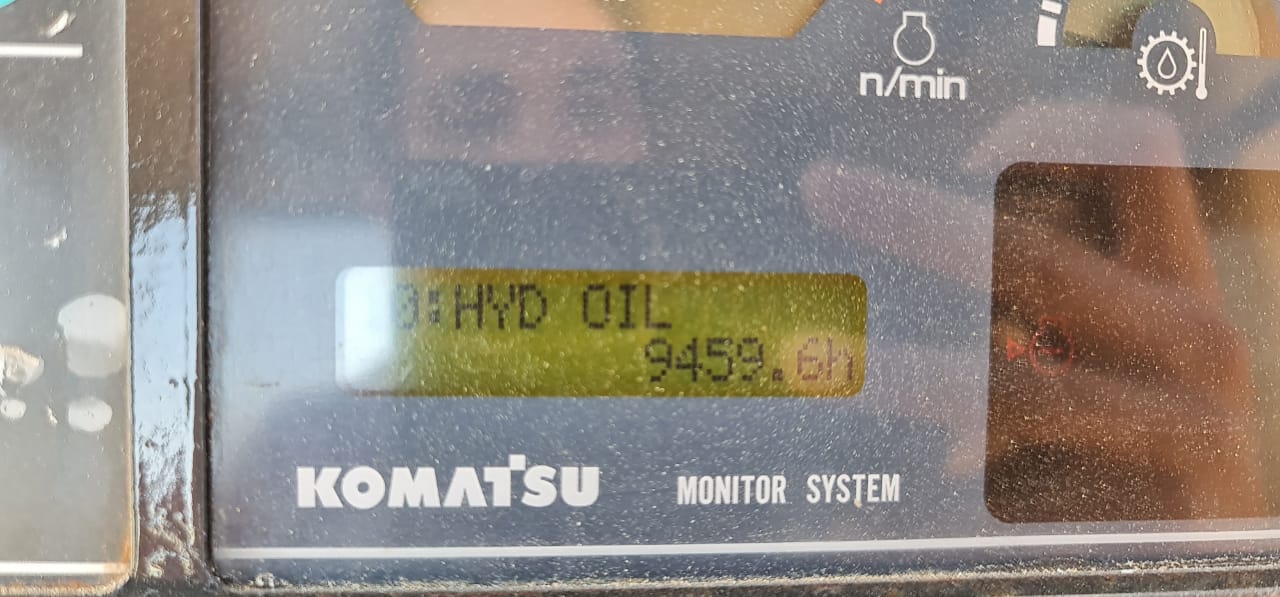 n/min
:HYD OIL
9459.6h
KOMATSU
MONITOR SYSTEM